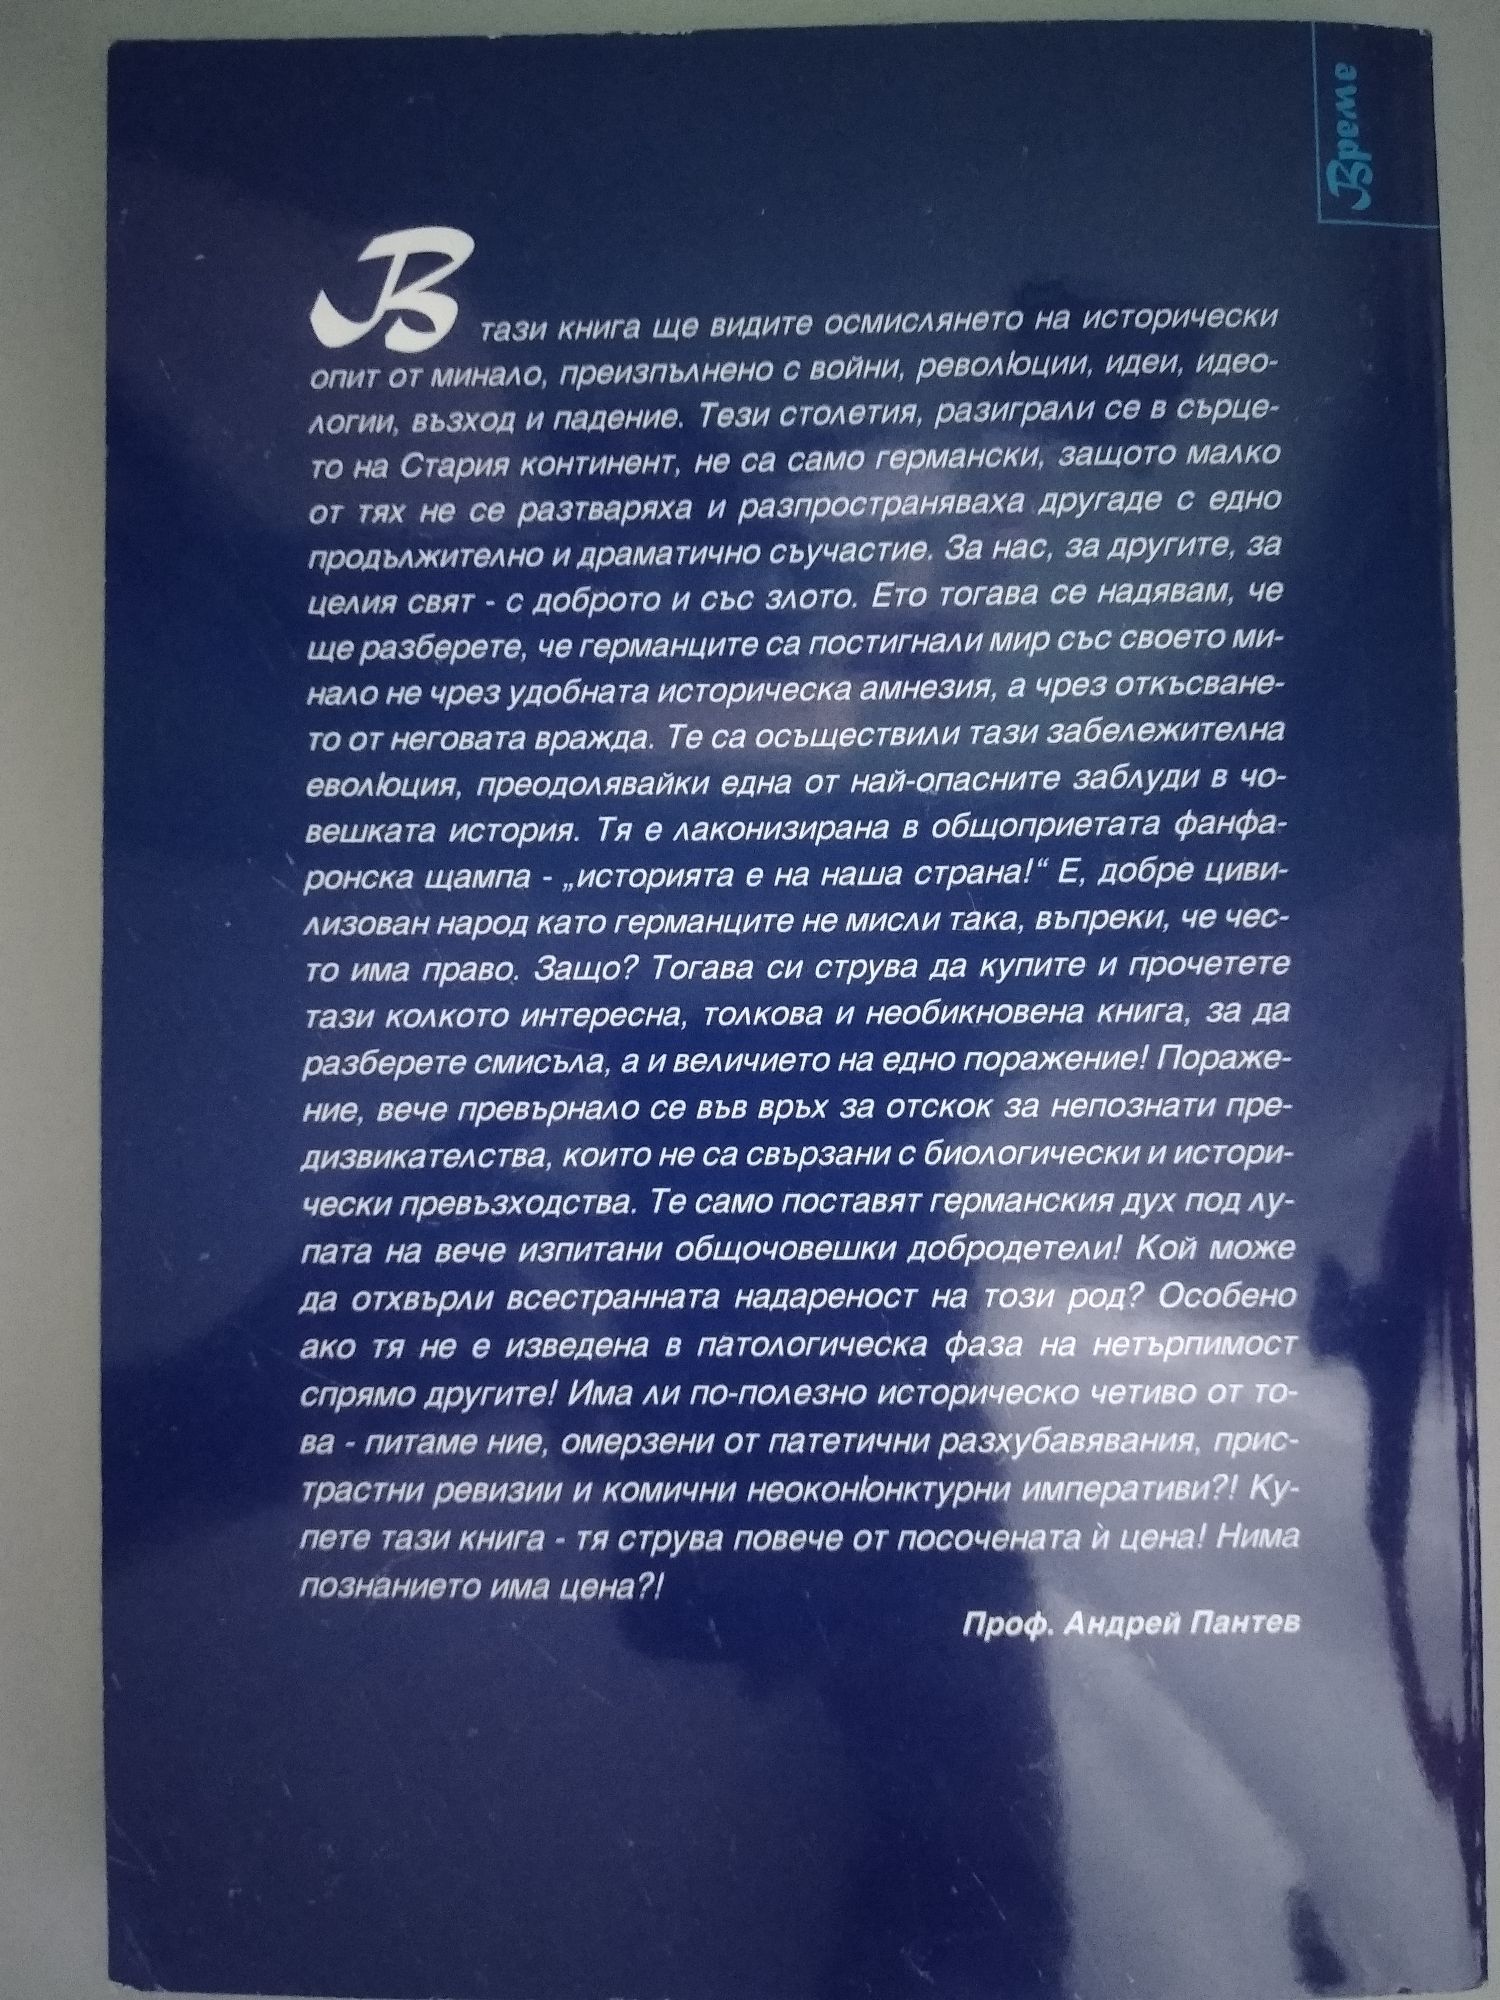 Време
В тази книга ще видите осмислянето на исторически
опит от минало, преизпълнено с войни, революции, идеи, идео-
логии, възход и падение. Тези столетия, разиграли се в сърце-
то на Стария континент, не са само германски, защото малко
от тях не се разтваряха и разпространяваха другаде с едно
продължително и драматично съучастие. За нас, за другите, за
целия свят - с доброто и със злото. Ето тогава се надявам, че
ще разберете, че германците са постигнали мир със своето ми-
нало не чрез удобната историческа амнезия, а чрез откъсване-
то от неговата вражда. Те са осъществили тази забележителна
еволюция, преодолявайки една от най-опасните заблуди в чо-
вешката история. Тя е лаконизирана в общоприетата фанфа-
ронска щампа - „историята е на наша страна!“ Е, добре циви-
лизован народ като германците не мисли така, въпреки, че чес-
то има право. Защо? Тогава си струва да купите и прочетете
тази колкото интересна, толкова и необикновена книга, за да
разберете смисъла, а и величието на едно поражение! Пораже-
ние, вече превърнало се във връх за отскок за непознати пре-
дизвикателства, които не са свързани с биологически и истори-
чески превъзходства. Те само поставят германския дух под лу-
пата на вече изпитани общочовешки добродетели! Кой може
да отхвърли всестранната надареност на този род? Особено
ако тя не е изведена в патологическа фаза на нетърпимост
спрямо другите! Има ли по-полезно историческо четиво от то-
ва - питаме ние, омерзени от патетични разхубавявания, прис-
трастни ревизии и комични неоконюнктурни императиви?! Ку-
пете тази книга - тя струва повече от посочената ѝ цена! Нима
познанието има цена?!
Проф. Андрей Пантев